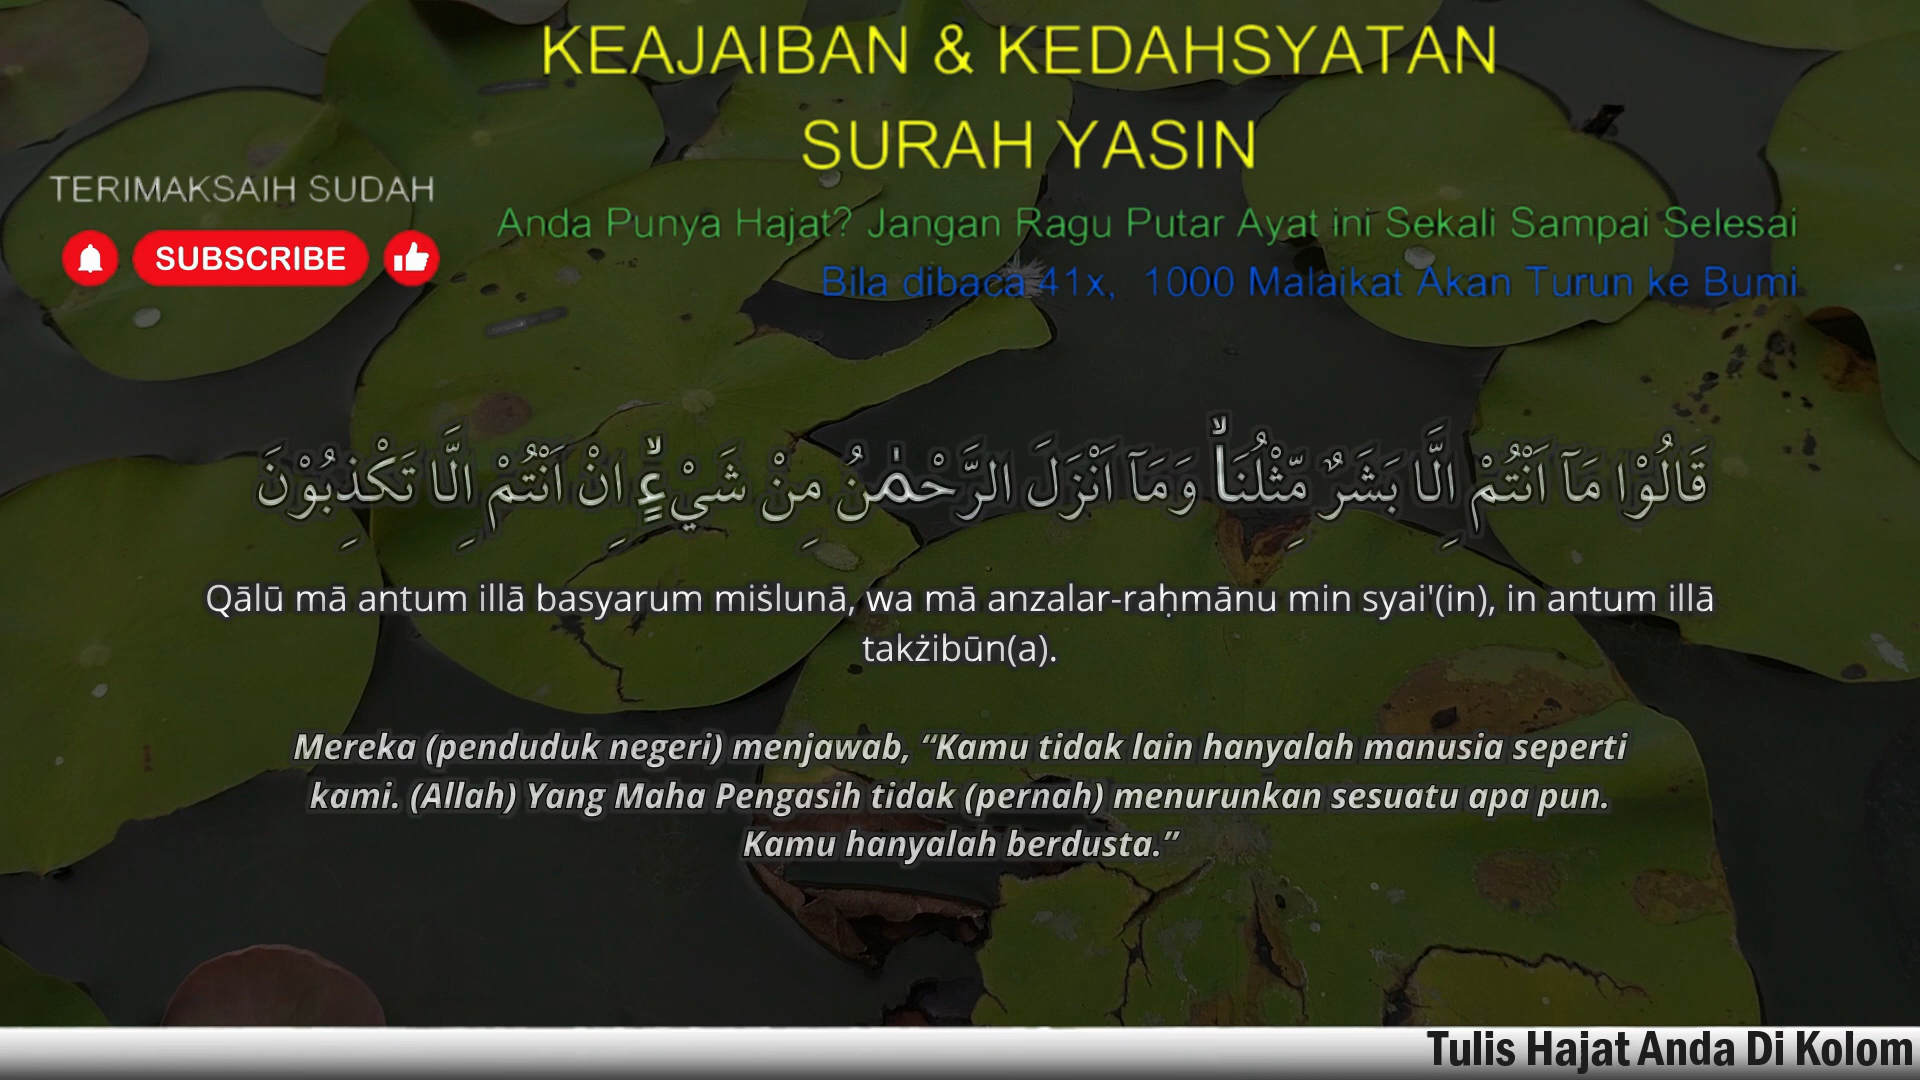 KEAJAIBAN & KEDAHSYATAN
SURAH YASIN
TERIMAKSAIH SUDAH
SUBSCRIBE
Anda Punya Hajat? Jangan Ragu Putar Ayat ini Sekali Sampai Selesai
Bila dibaca 41x, 1000 Malaikat Akan Turun ke Bumi
قَالُوْا مَآ اَنْتُمْ اِلَّا بَشَرٌ مِّثْلُنَاۙ وَمَآ اَنْزَلَ الرَّحْمٰنُ مِنْ شَيْءٍۙ اِنْ اَنْتُمْ اِلَّا تَكْذِبُوْنَ
Qālū mā antum illā basyarum miṡlunā, wa mā anzalar-raḥmānu min syai'(in), in antum illā
takżibūn(a).
Mereka (penduduk negeri) menjawab, “Kamu tidak lain hanyalah manusia seperti
kami. (Allah) Yang Maha Pengasih tidak (pernah) menurunkan sesuatu apa pun.
Kamu hanyalah berdusta.”
Tulis Hajat Anda Di Kolom